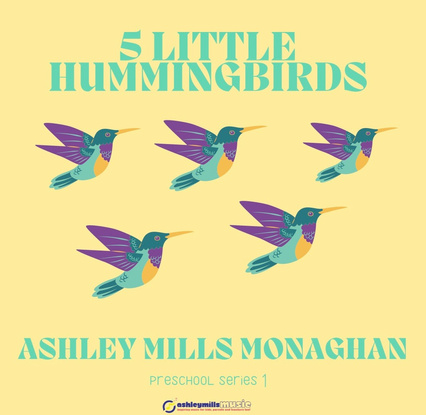 5 LITTLE
HUMMINGBIRDS
ASHLEY MILLS MONAGHAN
preschool series 1
ashleymillsmusic